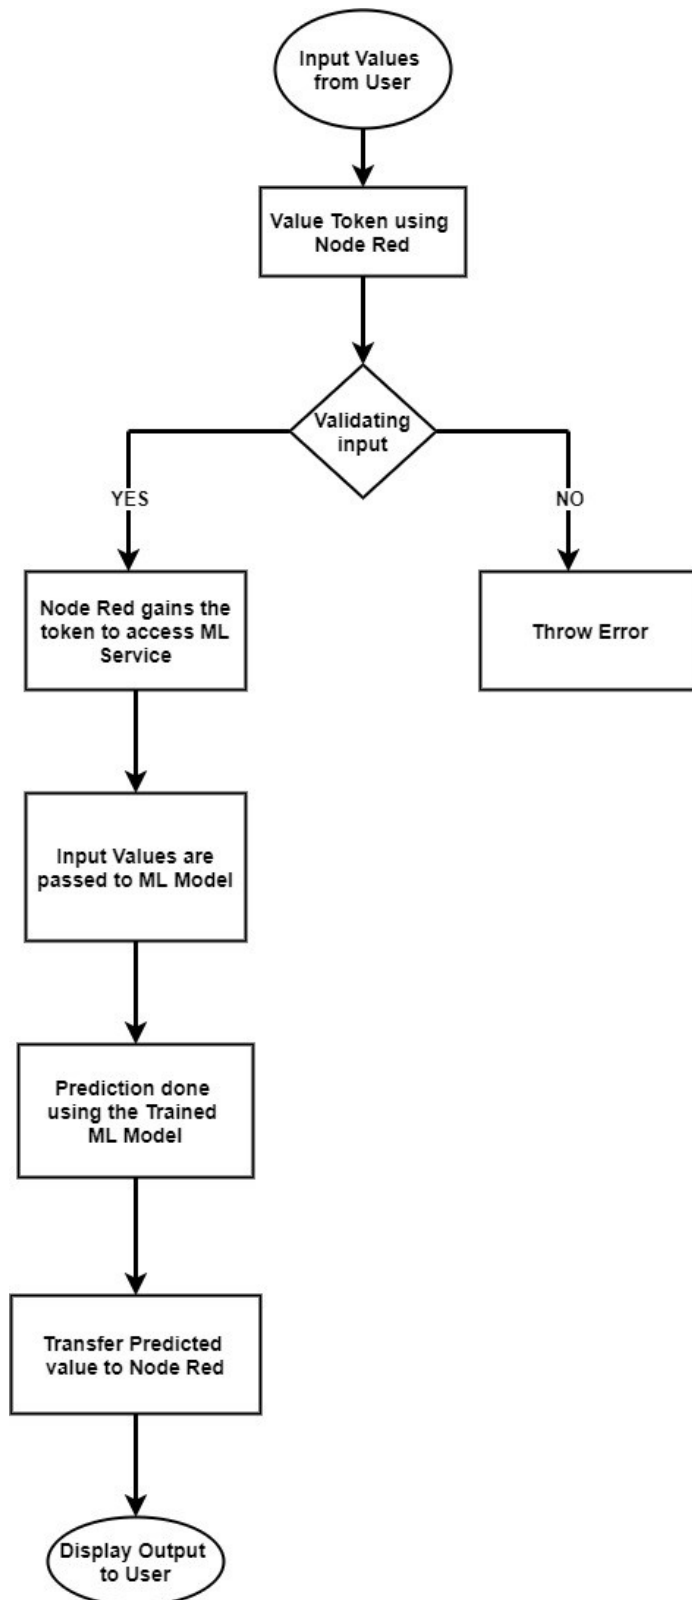 Input Values
from User
Value Token using
Node Red
Validating
input
YES
NO
Node Red gains the
token to access ML
Service
Throw Error
Input Values are
passed to ML Model
Prediction done
using the Trained
ML Model
Transfer Predicted
value to Node Red
Display Output
to User